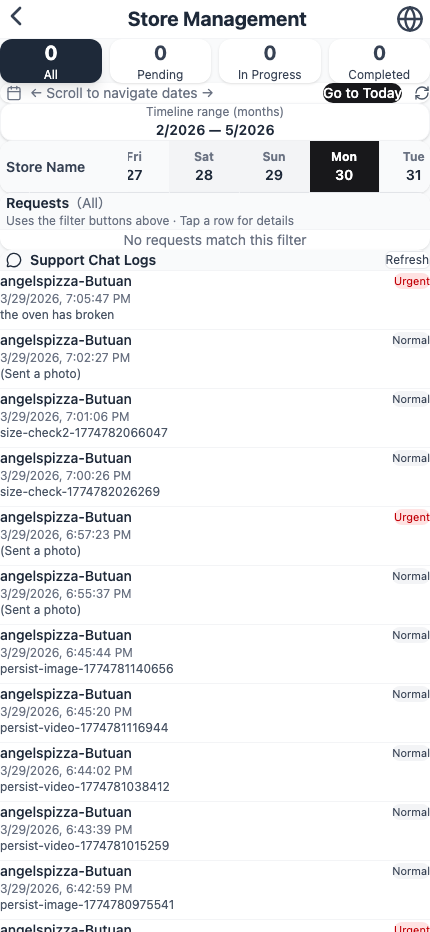 Store Management
0
All
0
Pending
0
In Progress
0
Completed
← Scroll to navigate dates →
Go to Today
Timeline range (months)
2/2026 — 5/2026
Store Name
Fri
27
Sat
28
Sun
29
Mon
30
Tue
31
Requests （All）
Uses the filter buttons above · Tap a row for details
No requests match this filter
Support Chat Logs
Refresh
angelspizza-Butuan
Urgent
3/29/2026, 7:05:47 PM
the oven has broken
angelspizza-Butuan
Normal
3/29/2026, 7:02:27 PM
(Sent a photo)
angelspizza-Butuan
Normal
3/29/2026, 7:01:06 PM
size-check2-1774782066047
angelspizza-Butuan
Normal
3/29/2026, 7:00:26 PM
size-check-1774782026269
angelspizza-Butuan
Urgent
3/29/2026, 6:57:23 PM
(Sent a photo)
angelspizza-Butuan
Normal
3/29/2026, 6:55:37 PM
(Sent a photo)
angelspizza-Butuan
Normal
3/29/2026, 6:45:44 PM
persist-image-1774781140656
angelspizza-Butuan
Normal
3/29/2026, 6:45:20 PM
persist-video-1774781116944
angelspizza-Butuan
Normal
3/29/2026, 6:44:02 PM
persist-video-1774781038412
angelspizza-Butuan
Normal
3/29/2026, 6:43:39 PM
persist-video-1774781015259
angelspizza-Butuan
Normal
3/29/2026, 6:42:59 PM
persist-image-1774780975541
angelspizza-Butuan
Urgent